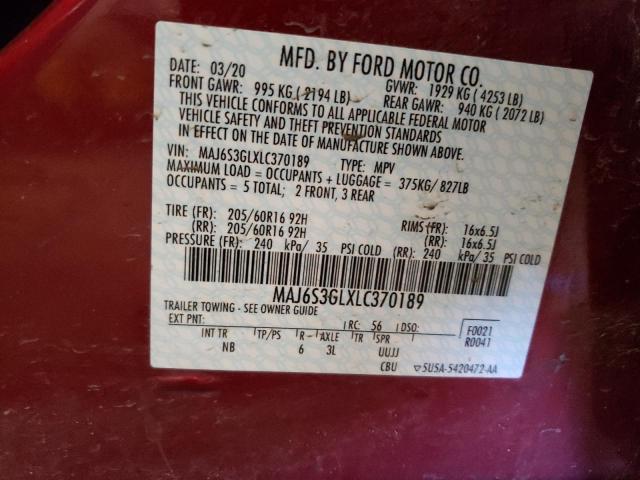 MFD. BY FORD MOTOR CO.
DATE: 03/20 GVWR: 1929 KG ( 4253 LB)
FRONT GAWR: 995 KG ( 2194 LB) REAR GAWR: 940 KG ( 2072 LB)
THIS VEHICLE CONFORMS TO ALL APPLICABLE FEDERAL MOTOR
VEHICLE SAFETY AND THEFT PREVENTION STANDARDS
IN EFFECT ON THE DATE OF MANUFACTURE SHOWN ABOVE.
VIN: MAJ6S3GLXLC370189 TYPE: MPV
MAXIMUM LOAD = OCCUPANTS + LUGGAGE = 375KG/ 827LB
OCCUPANTS = 5 TOTAL; 2 FRONT, 3 REAR
TIRE (FR): 205/60R16 92H RIMS (FR): 16x6.5J
(RR): 205/60R16 92H (RR): 16x6.5J
PRESSURE (FR): 240 kPa/ 35 PSI COLD (RR): 240 kPa/ 35 PSI COLD
MAJ6S3GLXLC370189
TRAILER TOWING - SEE OWNER GUIDE
EXT PNT: RC: 56 DSO: F0021
R0041
INT TR TP/PS R- AXLE TR SPR
NB 6 3L UUJJ
CBU ▽5U5A-5420472-AA